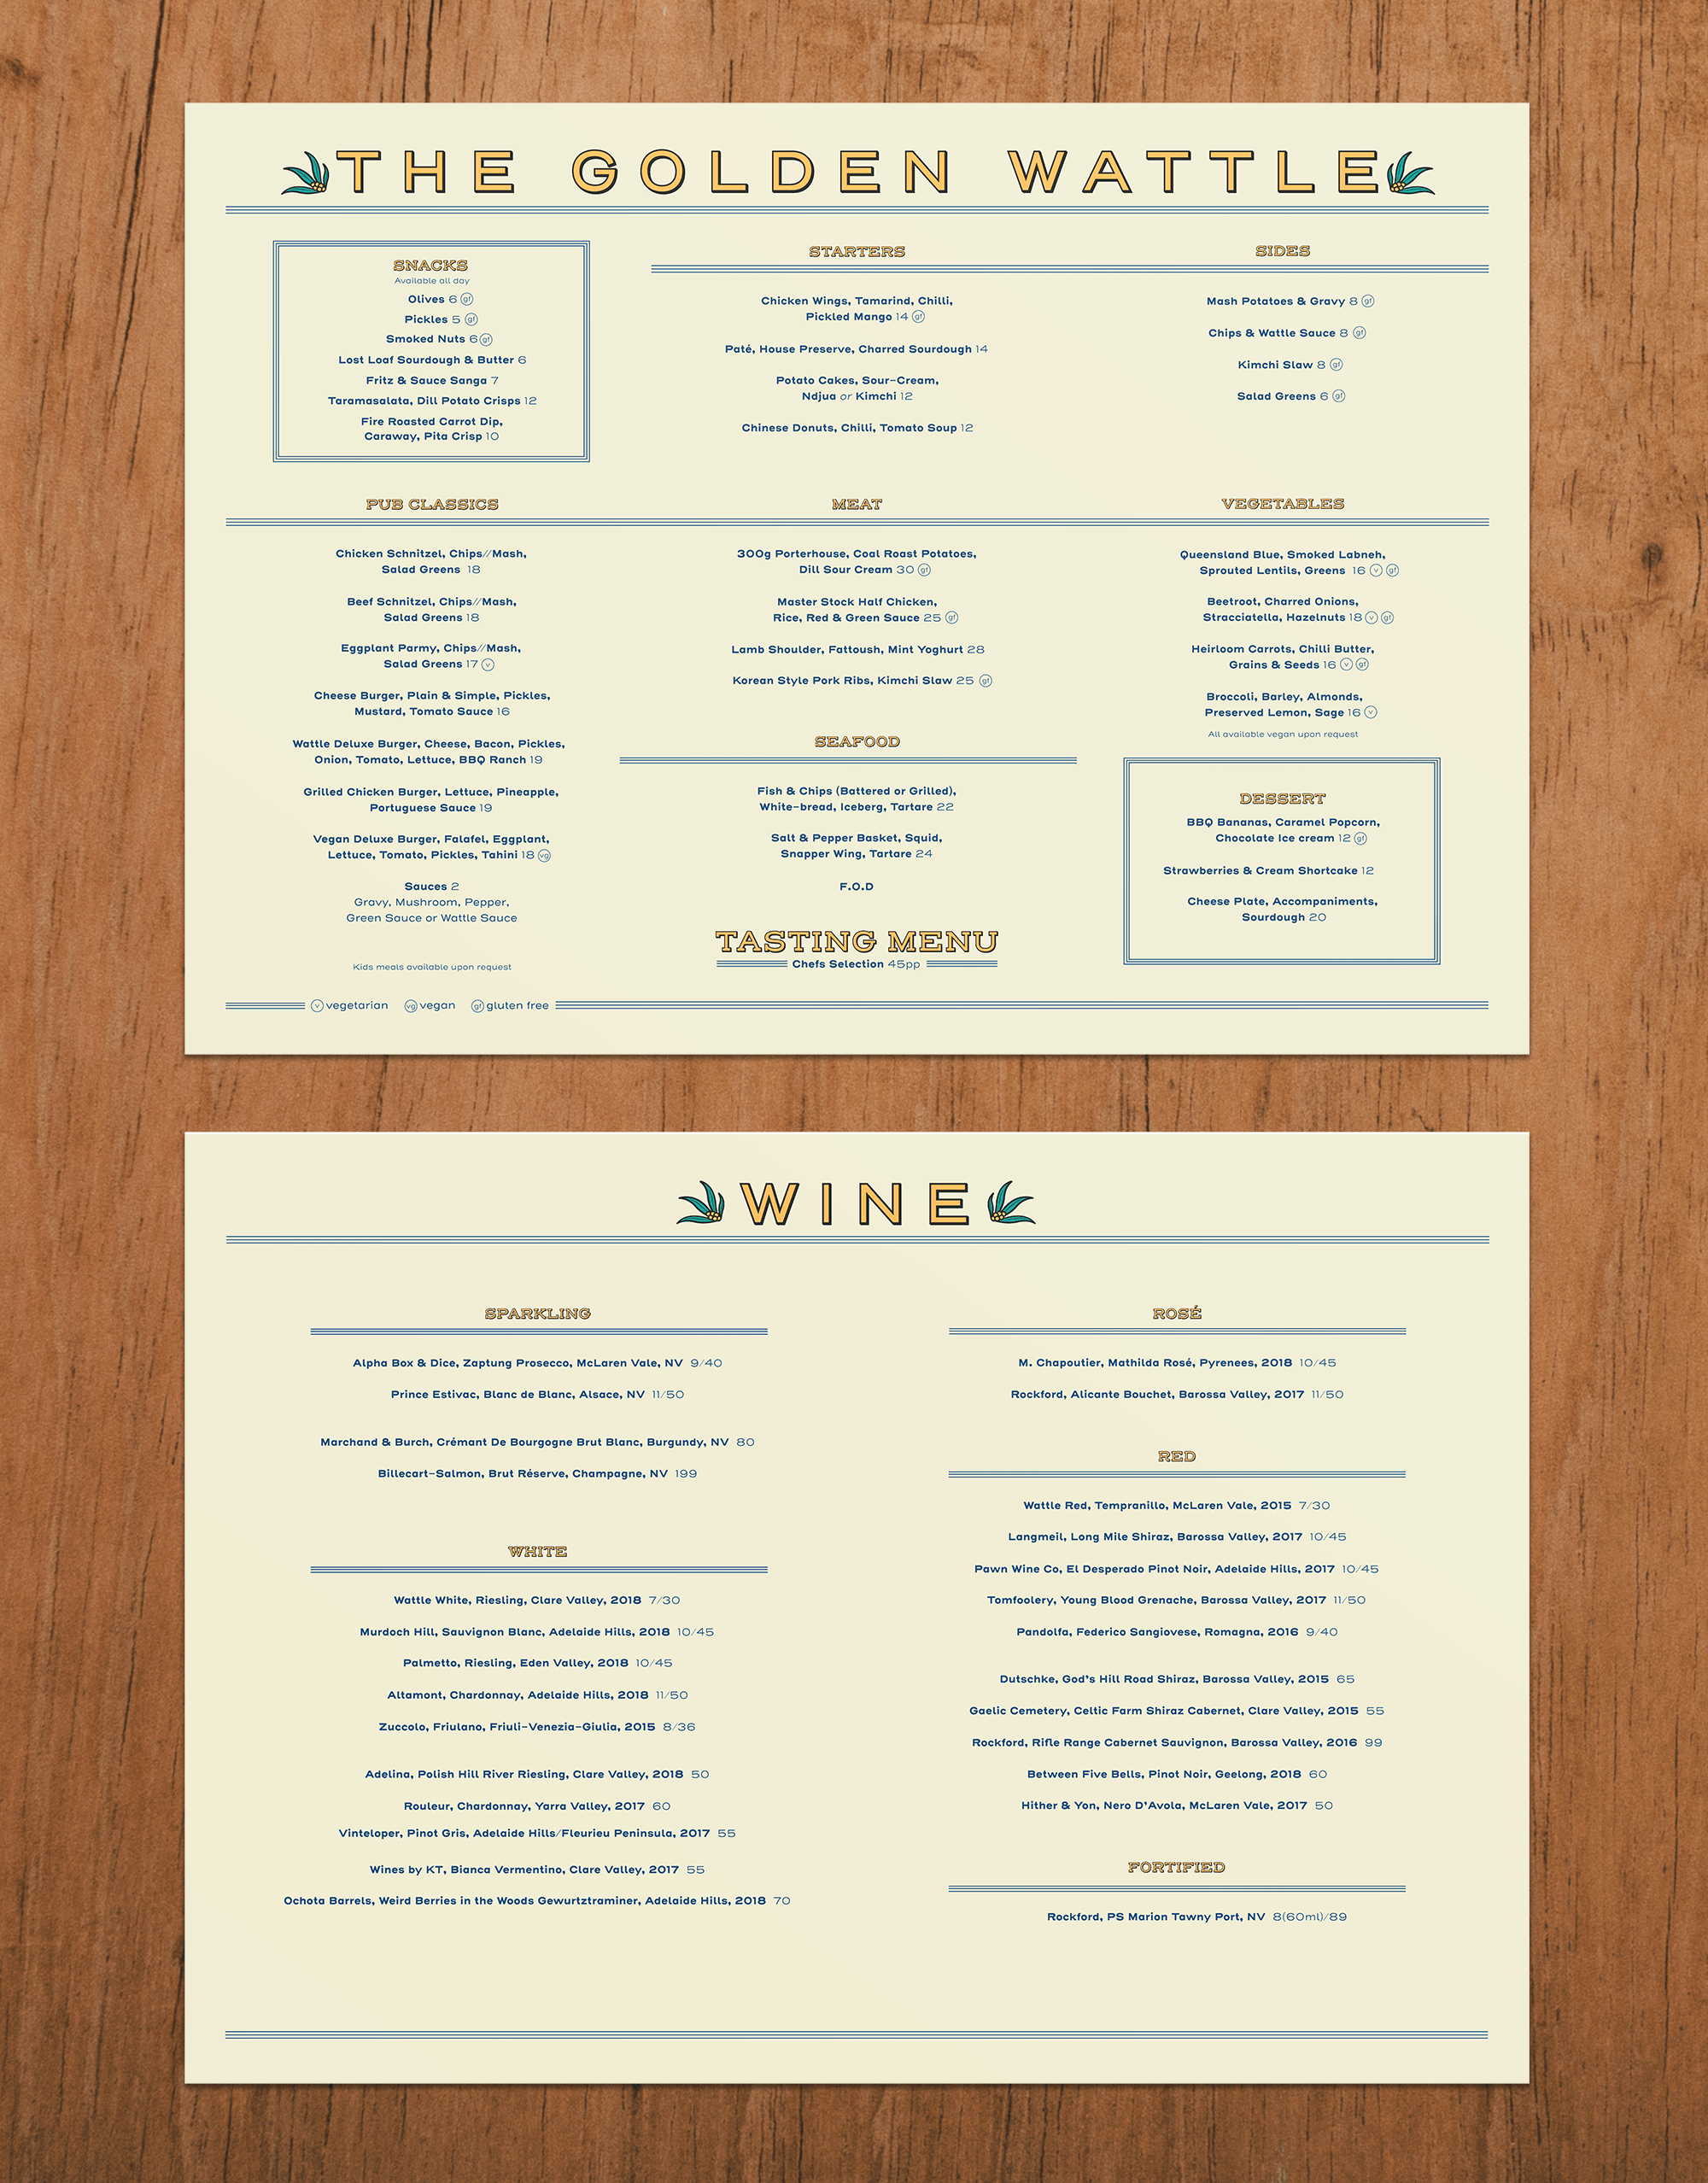 THE GOLDEN WATTLE
SNACKS
Available all day
Olives 6 gf
Pickles 5 gf
Smoked Nuts 6 gf
Lost Loaf Sourdough & Butter 6
Fritz & Sauce Sanga 7
Taramasalata, Dill Potato Crisps 12
Fire Roasted Carrot Dip,
Caraway, Pita Crisp 10
STARTERS
Chicken Wings, Tamarind, Chilli,
Pickled Mango 14 gf
Paté, House Preserve, Charred Sourdough 14
Potato Cakes, Sour-Cream,
Ndjua or Kimchi 12
Chinese Donuts, Chilli, Tomato Soup 12
SIDES
Mash Potatoes & Gravy 8 gf
Chips & Wattle Sauce 8 gf
Kimchi Slaw 8 gf
Salad Greens 6 gf
PUB CLASSICS
Chicken Schnitzel, Chips//Mash,
Salad Greens 18
Beef Schnitzel, Chips//Mash,
Salad Greens 18
Eggplant Parmy, Chips//Mash,
Salad Greens 17 v
Cheese Burger, Plain & Simple, Pickles,
Mustard, Tomato Sauce 16
Wattle Deluxe Burger, Cheese, Bacon, Pickles,
Onion, Tomato, Lettuce, BBQ Ranch 19
Grilled Chicken Burger, Lettuce, Pineapple,
Portuguese Sauce 19
Vegan Deluxe Burger, Falafel, Eggplant,
Lettuce, Tomato, Pickles, Tahini 18 vg
Sauces 2
Gravy, Mushroom, Pepper,
Green Sauce or Wattle Sauce
Kids meals available upon request
MEAT
300g Porterhouse, Coal Roast Potatoes,
Dill Sour Cream 30 gf
Master Stock Half Chicken,
Rice, Red & Green Sauce 25 gf
Lamb Shoulder, Fattoush, Mint Yoghurt 28
Korean Style Pork Ribs, Kimchi Slaw 25 gf
SEAFOOD
Fish & Chips (Battered or Grilled),
White-bread, Iceberg, Tartare 22
Salt & Pepper Basket, Squid,
Snapper Wing, Tartare 24
F.O.D
TASTING MENU
Chefs Selection 45pp
VEGETABLES
Queensland Blue, Smoked Labneh,
Sprouted Lentils, Greens 16 v gf
Beetroot, Charred Onions,
Stracciatella, Hazelnuts 18 v gf
Heirloom Carrots, Chilli Butter,
Grains & Seeds 16 v gf
Broccoli, Barley, Almonds,
Preserved Lemon, Sage 16 v
All available vegan upon request
DESSERT
BBQ Bananas, Caramel Popcorn,
Chocolate Ice cream 12 gf
Strawberries & Cream Shortcake 12
Cheese Plate, Accompaniments,
Sourdough 20
v vegetarian vg vegan gf gluten free
WINE
SPARKLING
Alpha Box & Dice, Zaptung Prosecco, McLaren Vale, NV 9/40
Prince Estivac, Blanc de Blanc, Alsace, NV 11/50
Marchand & Burch, Crémant De Bourgogne Brut Blanc, Burgundy, NV 80
Billecart-Salmon, Brut Réserve, Champagne, NV 199
WHITE
Wattle White, Riesling, Clare Valley, 2018 7/30
Murdoch Hill, Sauvignon Blanc, Adelaide Hills, 2018 10/45
Palmetto, Riesling, Eden Valley, 2018 10/45
Altamont, Chardonnay, Adelaide Hills, 2018 11/50
Zuccolo, Friulano, Friuli-Venezia-Giulia, 2015 8/36
Adelina, Polish Hill River Riesling, Clare Valley, 2018 50
Rouleur, Chardonnay, Yarra Valley, 2017 60
Vinteloper, Pinot Gris, Adelaide Hills/Fleurieu Peninsula, 2017 55
Wines by KT, Bianca Vermentino, Clare Valley, 2017 55
Ochota Barrels, Weird Berries in the Woods Gewurtztraminer, Adelaide Hills, 2018 70
ROSÉ
M. Chapoutier, Mathilda Rosé, Pyrenees, 2018 10/45
Rockford, Alicante Bouchet, Barossa Valley, 2017 11/50
RED
Wattle Red, Tempranillo, McLaren Vale, 2015 7/30
Langmeil, Long Mile Shiraz, Barossa Valley, 2017 10/45
Pawn Wine Co, El Desperado Pinot Noir, Adelaide Hills, 2017 10/45
Tomfoolery, Young Blood Grenache, Barossa Valley, 2017 11/50
Pandolfa, Federico Sangiovese, Romagna, 2016 9/40
Dutschke, God's Hill Road Shiraz, Barossa Valley, 2015 65
Gaelic Cemetery, Celtic Farm Shiraz Cabernet, Clare Valley, 2015 55
Rockford, Rifle Range Cabernet Sauvignon, Barossa Valley, 2016 99
Between Five Bells, Pinot Noir, Geelong, 2018 60
Hither & Yon, Nero D'Avola, McLaren Vale, 2017 50
FORTIFIED
Rockford, PS Marion Tawny Port, NV 8(60ml)/89